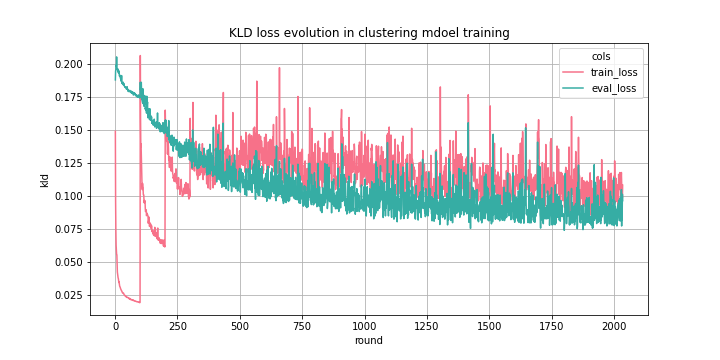 KLD loss evolution in clustering mdoel training
cols
train_loss
eval_loss
kld
0.200
0.175
0.150
0.125
0.100
0.075
0.050
0.025
0 250 500 750 1000 1250 1500 1750 2000
round